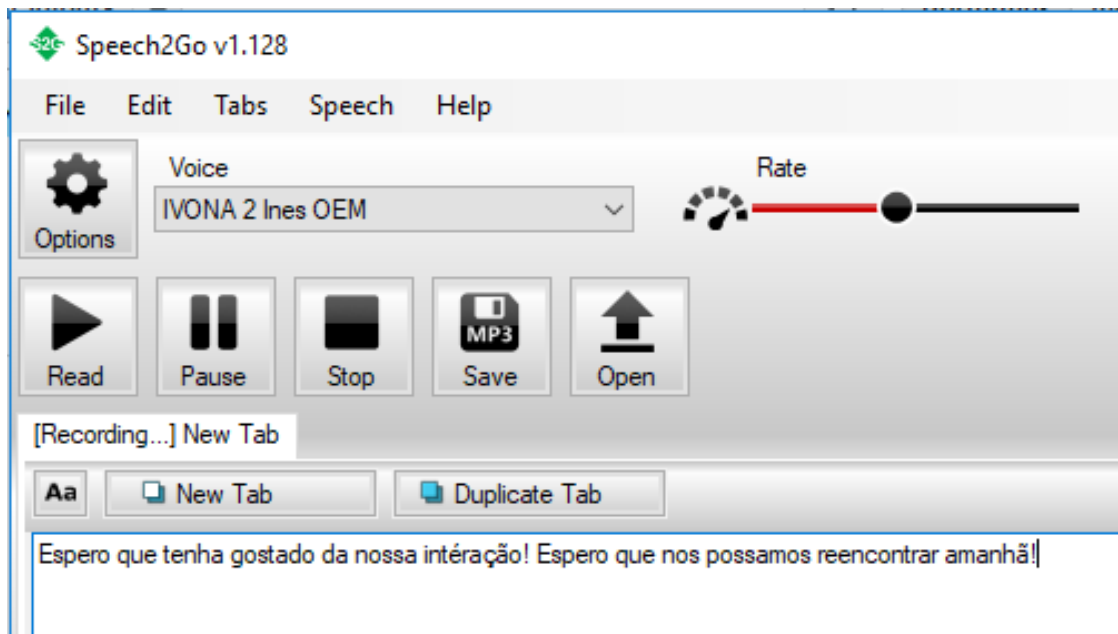 S2G Speech2Go v1.128
File Edit Tabs Speech Help
Options
Voice
IVONA 2 Ines OEM
Rate
Read Pause Stop MP3 Save Open
[Recording...] New Tab
Aa New Tab Duplicate Tab
Espero que tenha gostado da nossa intéração! Espero que nos possamos reencontrar amanhã!